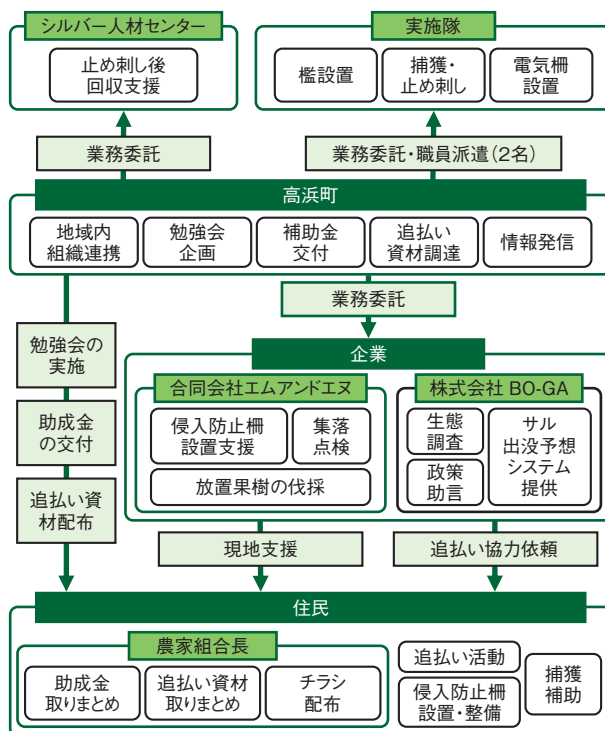 シルバー人材センター
止め刺し後
回収支援
実施隊
檻設置
捕獲・
止め刺し
電気柵
設置
業務委託
業務委託・職員派遣（2名）
高浜町
地域内
組織連携
勉強会
企画
補助金
交付
追払い
資材調達
情報発信
業務委託
勉強会の
実施
助成金
の交付
追払い資
材配布
企業
合同会社エムアンドエヌ
侵入防止柵
設置支援
集落
点検
放置果樹の伐採
株式会社 BO-GA
生態
調査
政策
助言
サル
出没予想
システム
提供
現地支援
追払い協力依頼
住民
農家組合長
助成金
取りまとめ
追払い資材
取りまとめ
チラシ
配布
追払い活動
侵入防止柵
設置・整備
捕獲
補助